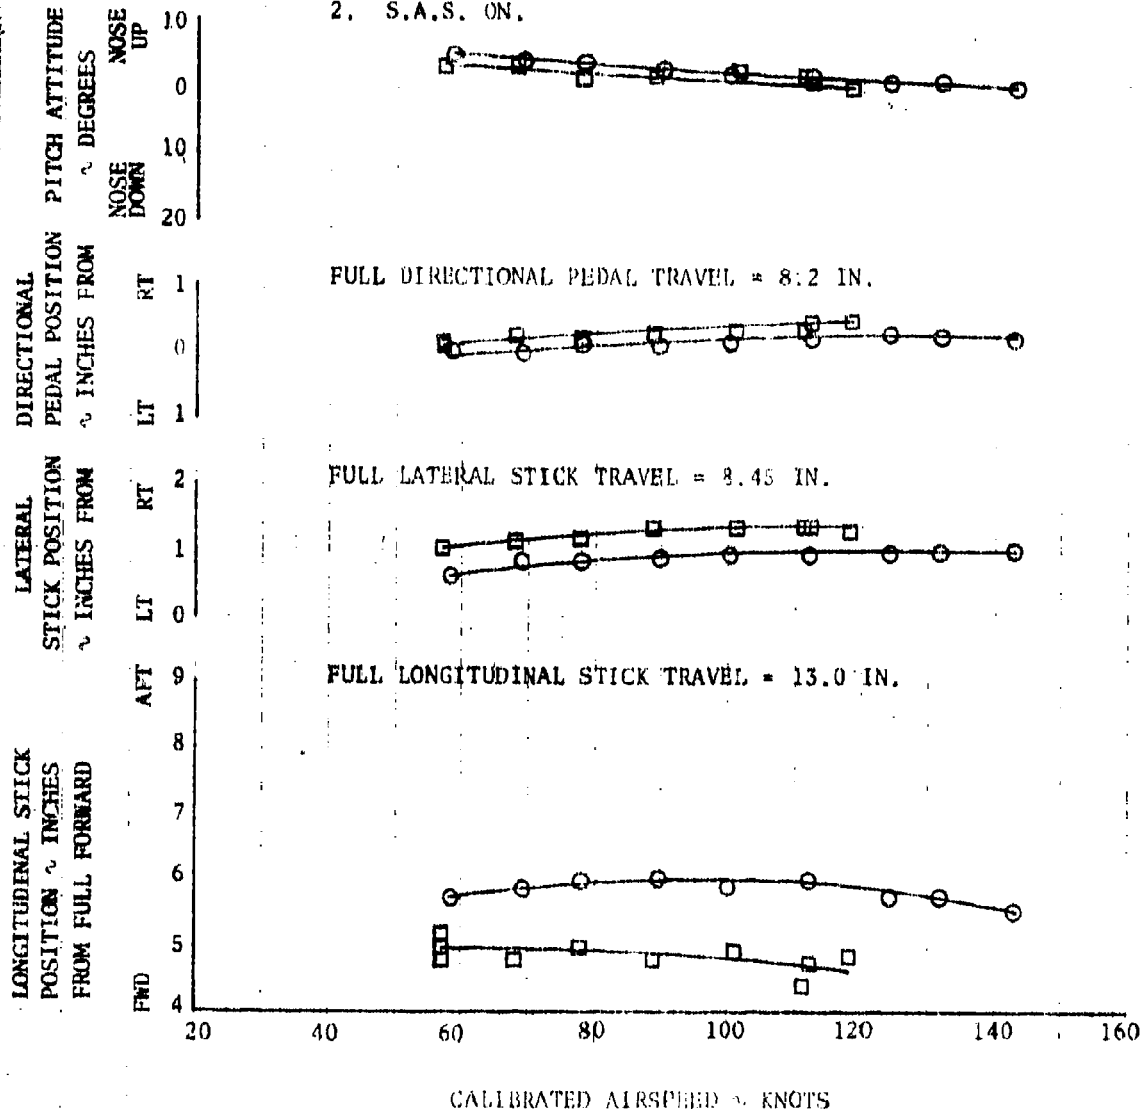 2. S.A.S. ON.
PITCH ATTITUDE
~ DEGREES
NOSE
UP
NOSE
DOWN
10
0
10
20
FULL DIRECTIONAL PEDAL TRAVEL = 8.2 IN.
DIRECTIONAL
PEDAL POSITION
~ INCHES FROM
RT
LT
1
0
1
FULL LATERAL STICK TRAVEL = 8.45 IN.
LATERAL
STICK POSITION
~ INCHES FROM
RT
LT
2
1
0
FULL LONGITUDINAL STICK TRAVEL = 13.0 IN.
LONGITUDINAL STICK
POSITION ~ INCHES
FROM FULL FORWARD
AFT
FWD
9
8
7
6
5
4
20 40 60 80 100 120 140 160
CALIBRATED AIRSPEED ~ KNOTS